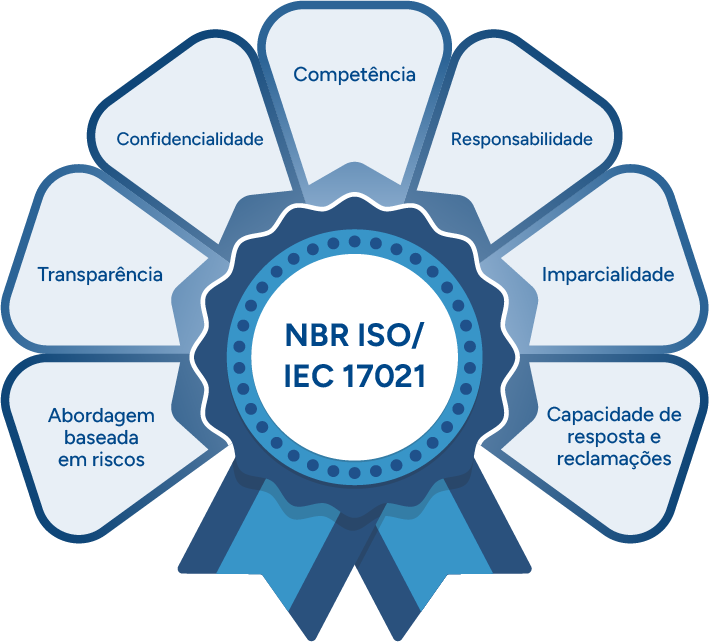 Competência
Confidencialidade
Responsabilidade
Transparência
Imparcialidade
NBR ISO/
IEC 17021
Abordagem
baseada
em riscos
Capacidade de
resposta e
reclamações